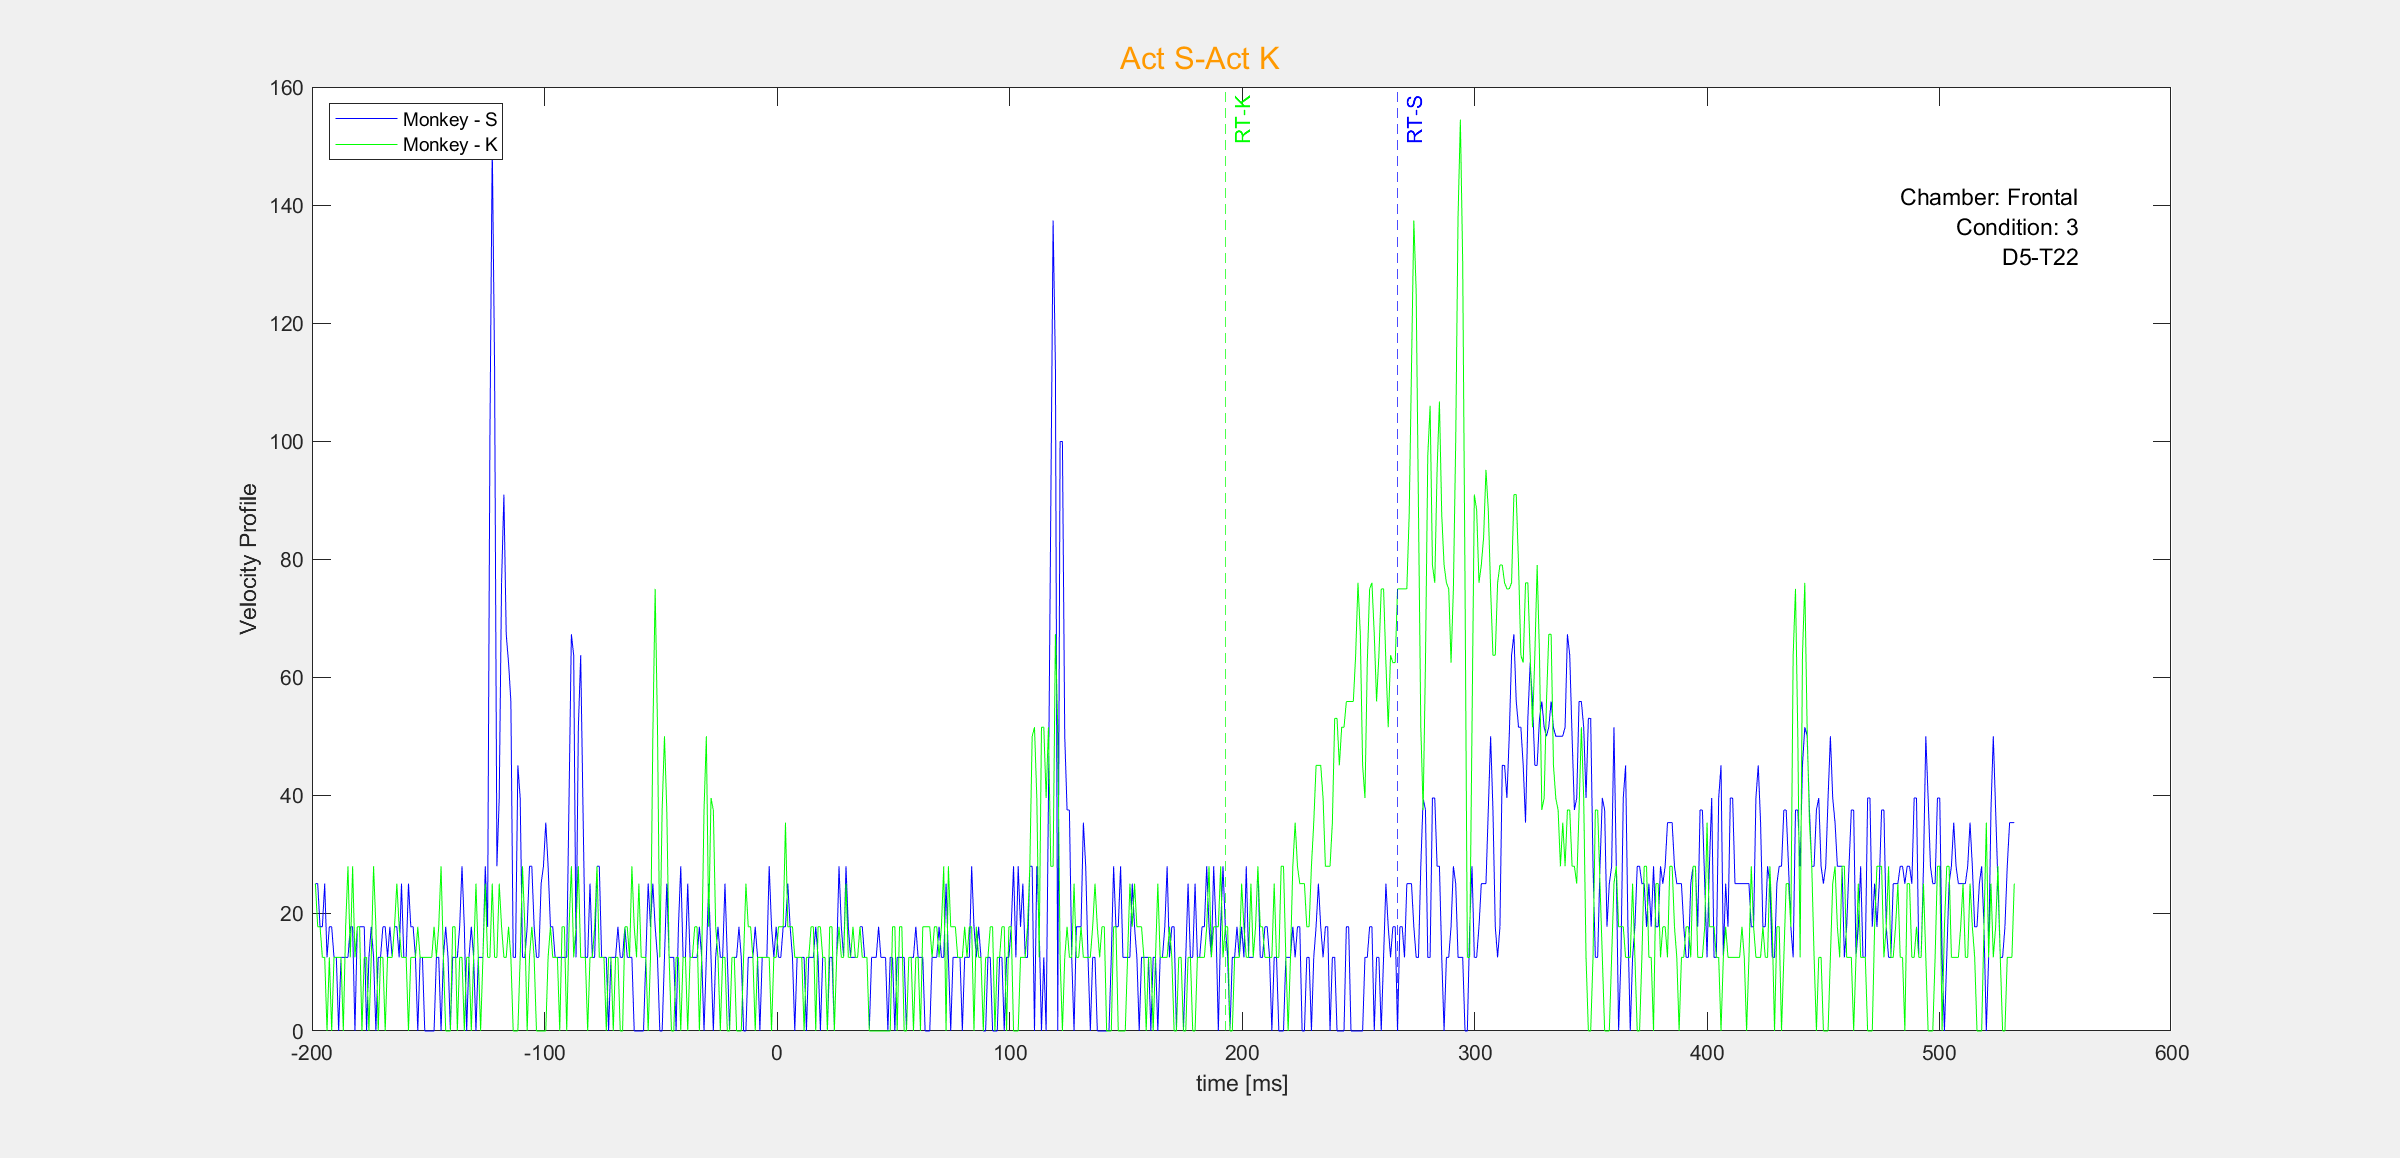 Act S-Act K
160
140
120
100
80
60
40
20
0
Velocity Profile
Monkey - S
Monkey - K
RT-K
RT-S
Chamber: Frontal
Condition: 3
D5-T22
-200 -100 0 100 200 300 400 500 600
time [ms]